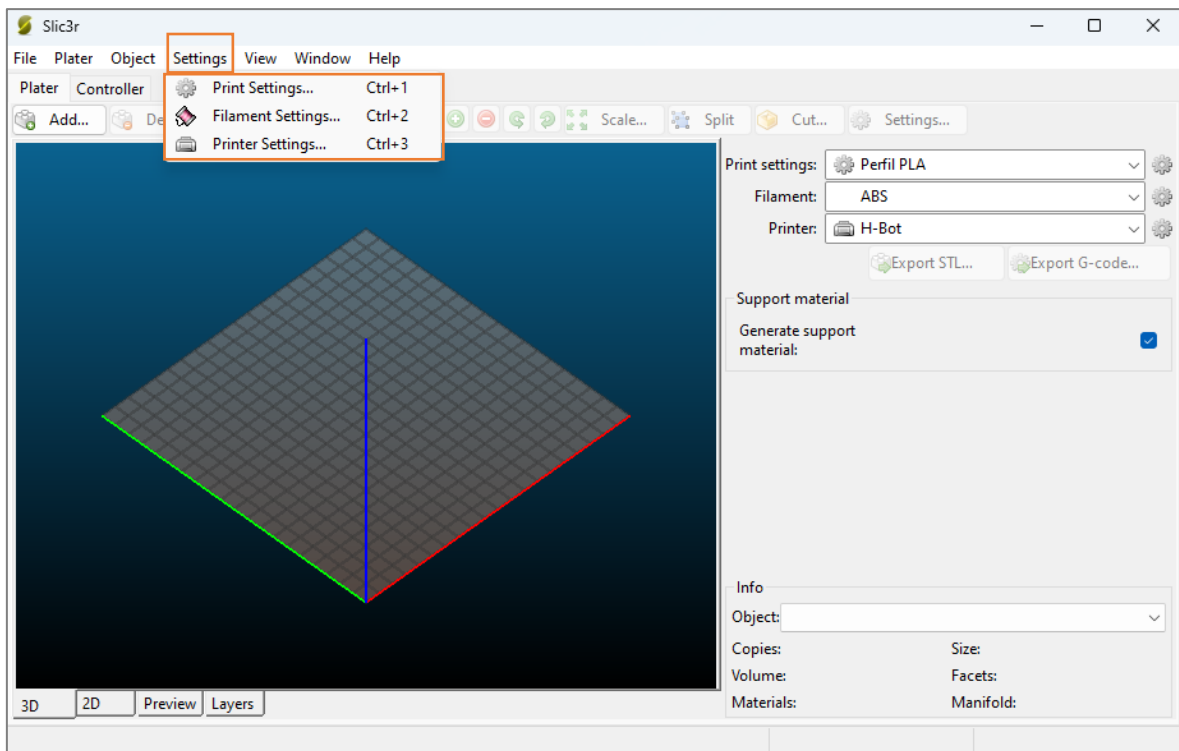 Slic3r
File Plater Object Settings View Window Help
Plater Controller
Print Settings... Ctrl+1
Filament Settings... Ctrl+2
Printer Settings... Ctrl+3
Add... De Scale... Split Cut... Settings...
Print settings: Perfil PLA
Filament: ABS
Printer: H-Bot
Export STL... Export G-code...
Support material
Generate support
material:
Info
Object:
Copies: Size:
Volume: Facets:
Materials: Manifold:
3D 2D Preview Layers